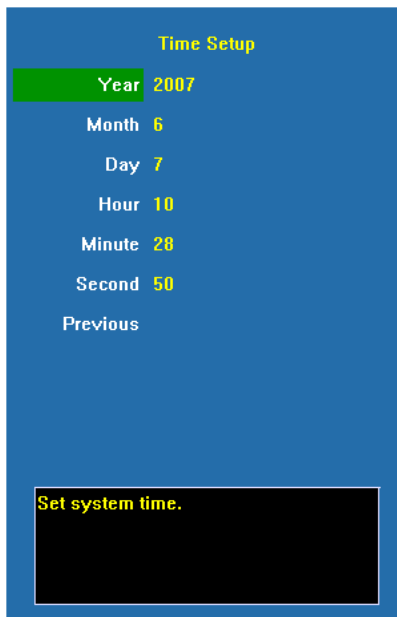 Time Setup
Year 2007
Month 6
Day 7
Hour 10
Minute 28
Second 50
Previous
Set system time.